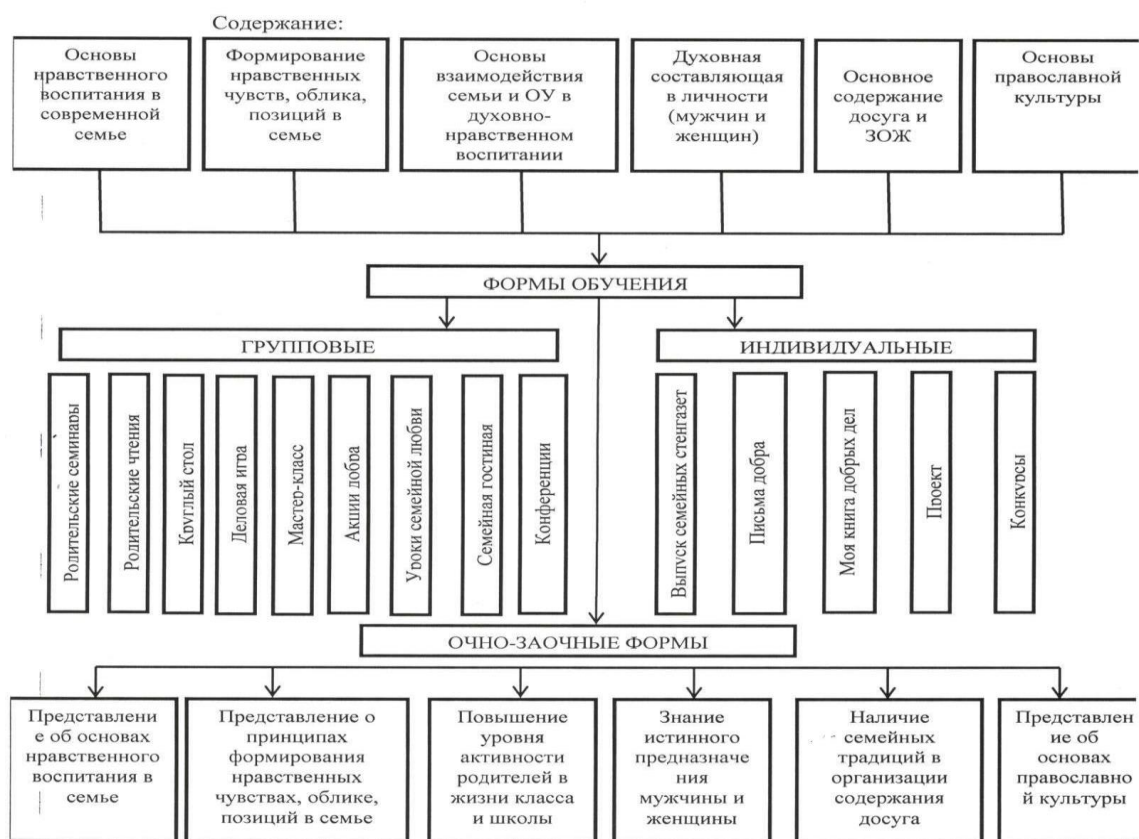 Содержание:
Основы
нравственного
воспитания в
современной
семье
Формирование
нравственных
чувств, облика,
позиций в
семье
Основы
взаимодействия
семьи и ОУ в
духовно-
нравственном
воспитании
Духовная
составляющая
в личности
(мужчин и
женщин)
Основное
содержание
досуга и
ЗОЖ
Основы
православной
культуры
ФОРМЫ ОБУЧЕНИЯ
ГРУППОВЫЕ
ИНДИВИДУАЛЬНЫЕ
Родительские семинары
Родительские чтения
Круглый стол
Деловая игра
Мастер-класс
Акции добра
Уроки семейной любви
Семейная гостиная
Конференции
Выпуск семейных стенгазет
Письма добра
Моя книга добрых дел
Проект
Конкурсы
ОЧНО-ЗАОЧНЫЕ ФОРМЫ
Представлени
е об основах
нравственного
воспитания в
семье
Представление о
принципах
формирования
нравственных
чувствах, облике,
позиций в семье
Повышение
уровня
активности
родителей в
жизни класса
и школы
Знание
истинного
предназначе
ния
мужчины и
женщины
Наличие
семейных
традиций в
организации
содержания
досуга
Представлен
ие об
основах
православно
й культуры